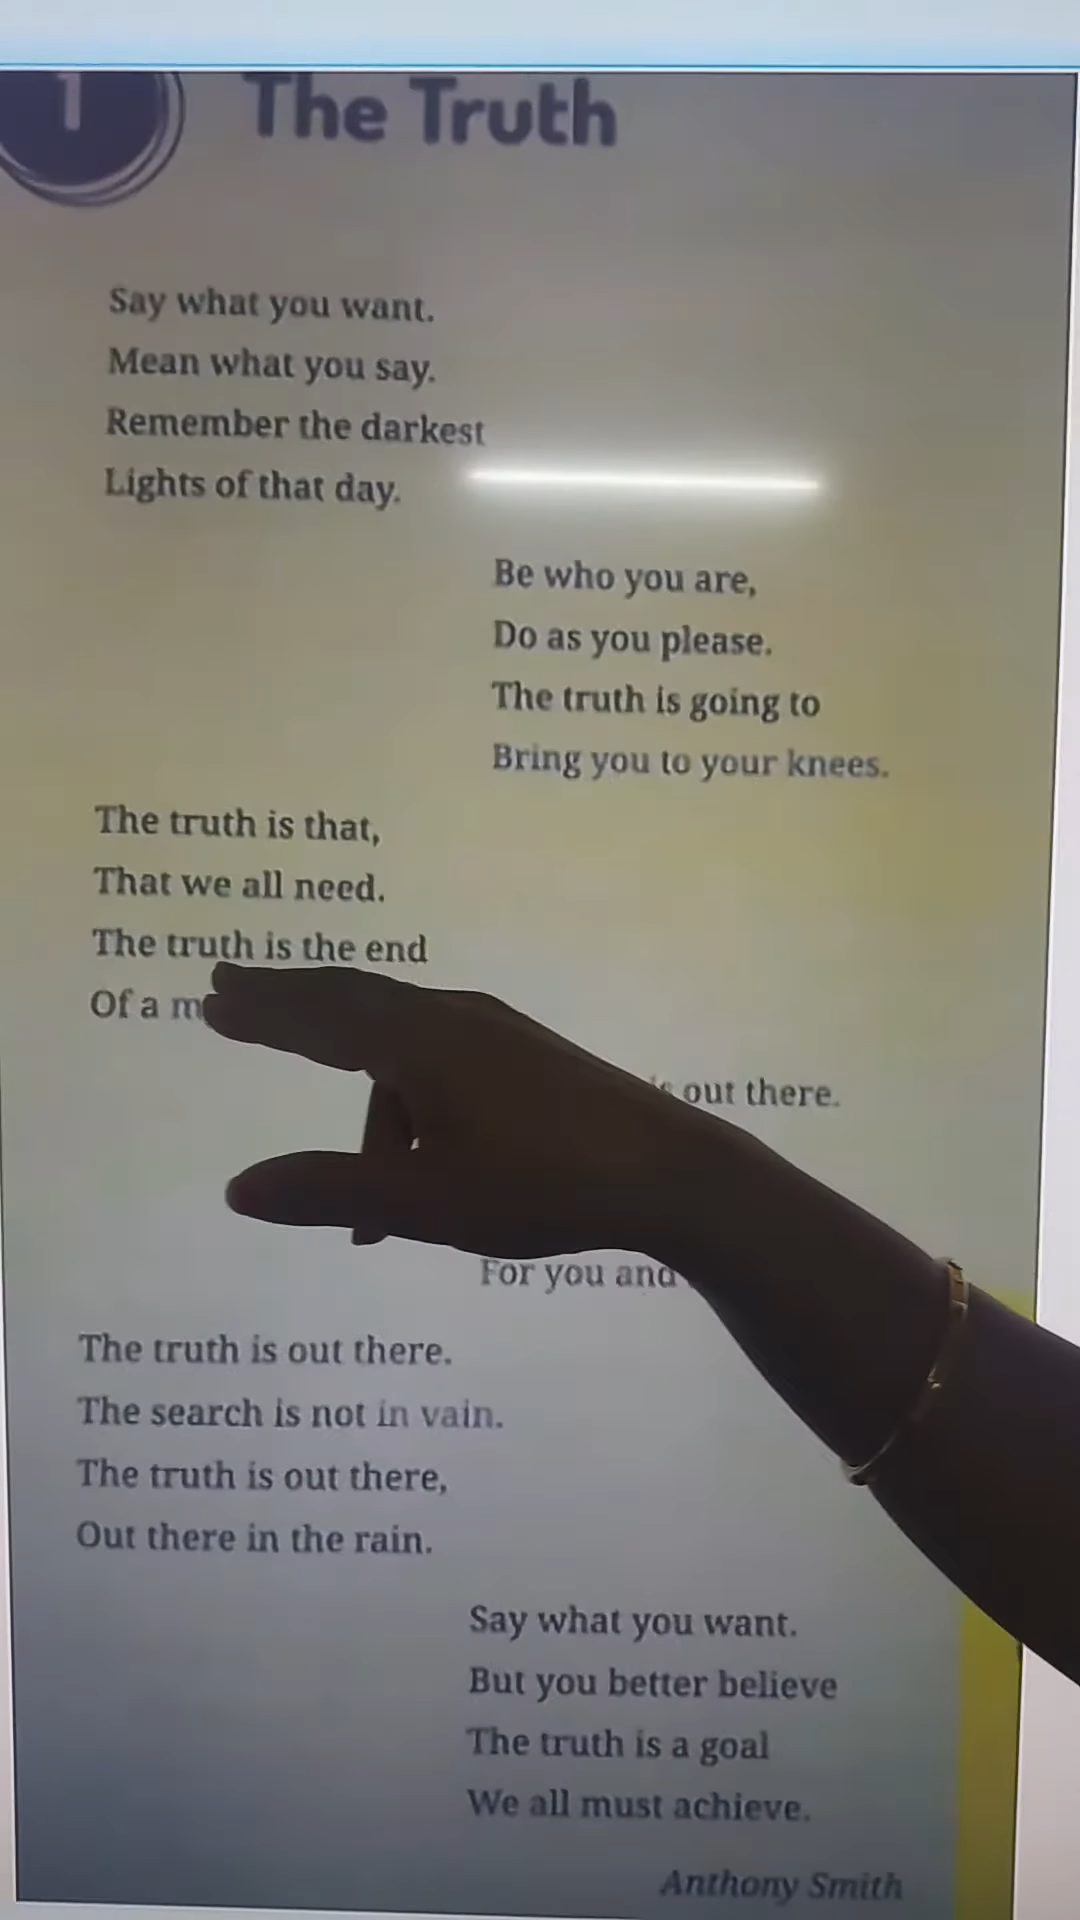 1
The Truth
Say what you want.
Mean what you say.
Remember the darkest
Lights of that day.
Be who you are,
Do as you please.
The truth is going to
Bring you to your knees.
The truth is that,
That we all need.
The truth is the end
Of a
out there.
For you and
The truth is out there.
The search is not in vain.
The truth is out there,
Out there in the rain.
Say what you want.
But you better believe
The truth is a goal
We all must achieve.
Anthony Smith